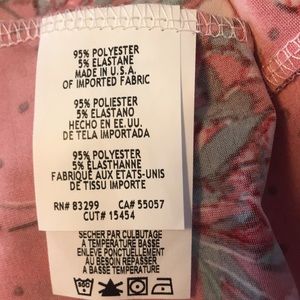 95% POLYESTER
5% ELASTANE
MADE IN U.S.A.
OF IMPORTED FABRIC
95% POLIESTER
5% ELASTANO
HECHO EN EE.UU.
DE TELA IMPORTADA
95% POLYESTER
5% ÉLASTHANNE
FABRIQUÉ AUX ETATS-UNIS
DE TISSU IMPORTE
RN# 83299 CA# 55057
CUT# 15454
SECHER PAR CULBUTAGE
A TEMPERATURE BASSE
ENLEVE PONCTUELLEMENT
AU BESOIN REPASSER
A TEMPERATURE BASSE